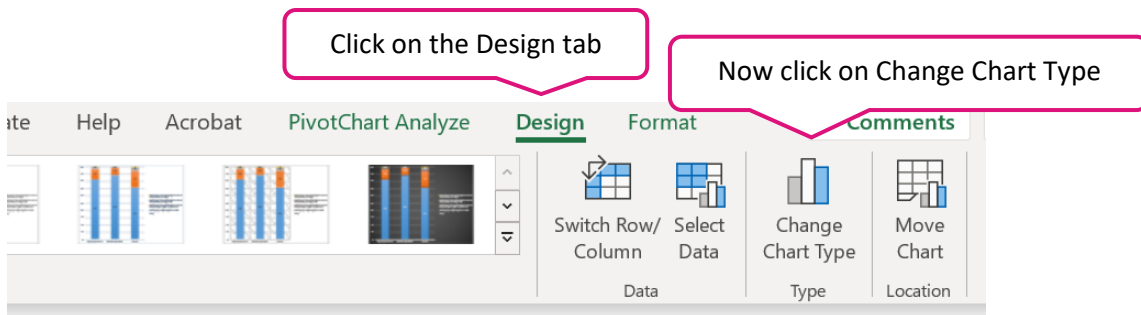 Click on the Design tab
Now click on Change Chart Type
Help Acrobat PivotChart Analyze Design Format Comments
Switch Row/ Select Change Move
Column Data Chart Type Chart
Data Type Location